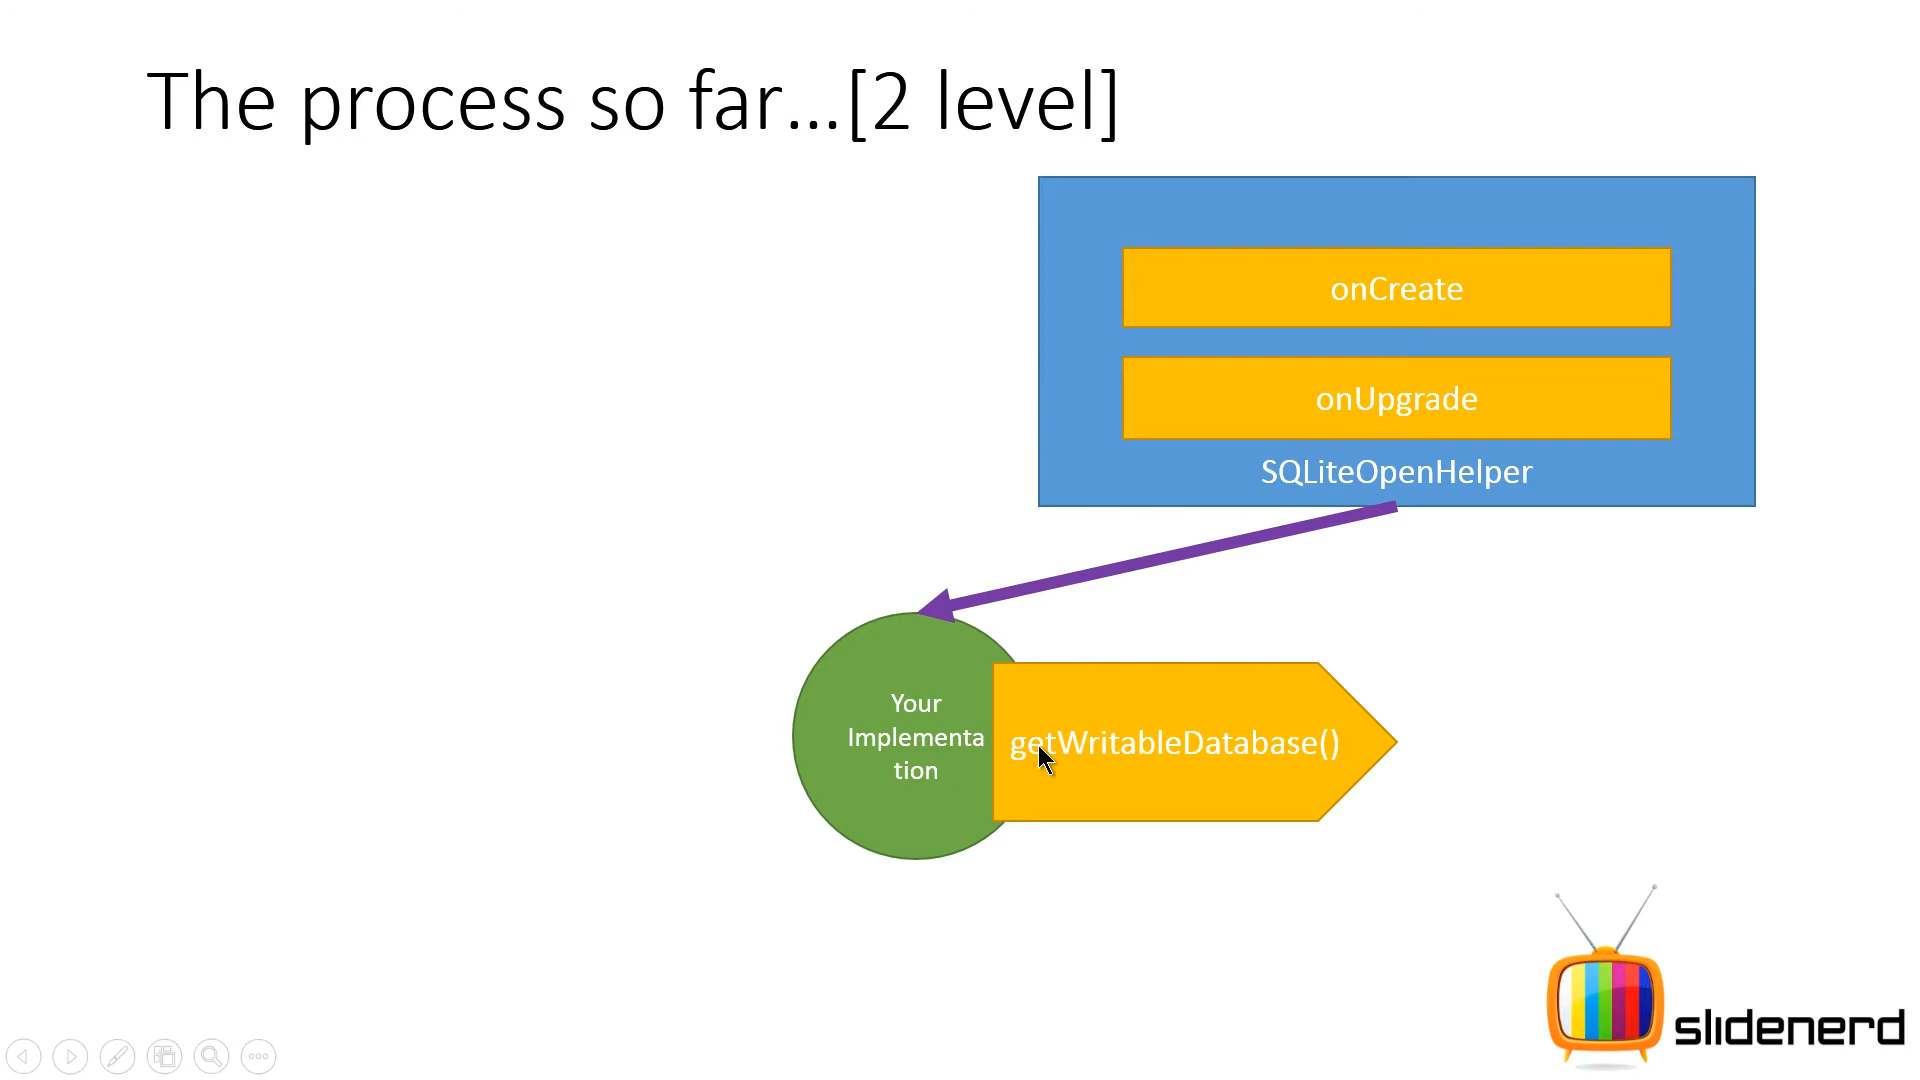 The process so far...[2 level]
onCreate
onUpgrade
SQLiteOpenHelper
Your
Implementa
tion
getWritableDatabase()
slidenerd